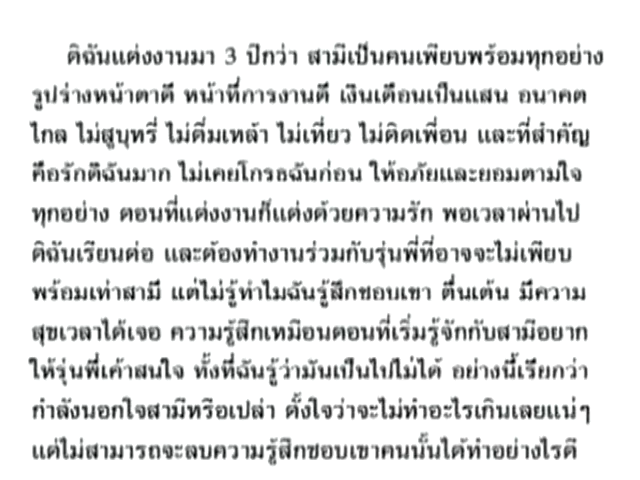 ดิฉันแต่งงานมา 3 ปีกว่า สามีเป็นคนเพียบพร้อมทุกอย่าง
รูปร่างหน้าตาดี หน้าที่การงานดี เงินเดือนเป็นแสน อนาคต
ไกล ไม่สูบุทรี่ ไม่ดื่มเหล้า ไม่เที่ยว ไม่ติดเพื่อน และที่สำคัญ
คือรักดิฉันมาก ไม่เคยโกรธฉันก่อน ให้อภัยและยอมตามใจ
ทุกอย่าง ตอนที่แต่งงานก็แต่งด้วยความรัก พอเวลาผ่านไป
ดิฉันเรียนต่อ และต้องทำงานร่วมกับรุ่นพี่ที่อาจจะไม่เพียบ
พร้อมเท่าสามี แต่ไม่รู้ทำไมฉันรู้สึกชอบเขา ตื่นเต้น มีความ
สุขเวลาได้เจอ ความรู้สึกเหมือนตอนที่เริ่มรู้จักกับสามีอยาก
ให้รุ่นพี่เค้าสนใจ ทั้งที่ฉันรู้ว่ามันเป็นไปไม่ได้ อย่างนี้เรียกว่า
กำลังนอกใจสามีหรือเปล่า ตั้งใจว่าจะไม่ทำอะไรเกินเลยแน่ๆ
แต่ไม่สามารถจะลบความรู้สึกชอบเขาคนนั้นได้ทำอย่างไรดี